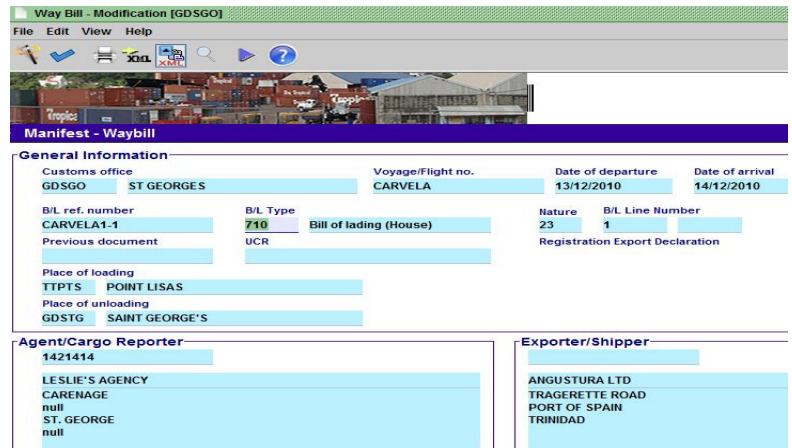 Way Bill - Modification [GDSGO]
File Edit View Help
XML XML
Tropical Tropical
Manifest - Waybill
General Information
Customs office Voyage/Flight no. Date of departure Date of arrival
GDSGO ST GEORGES CARVELA 13/12/2010 14/12/2010
B/L ref. number B/L Type Nature B/L Line Number
CARVELA1-1 710 Bill of lading (House) 23 1
Previous document UCR Registration Export Declaration
Place of loading
TTPTS POINT LISAS
Place of unloading
GDSTG SAINT GEORGE'S
Agent/Cargo Reporter Exporter/Shipper
1421414
LESLIE'S AGENCY ANGUSTURA LTD
CARENAGE TRAGERETTE ROAD
null PORT OF SPAIN
ST. GEORGE TRINIDAD
null